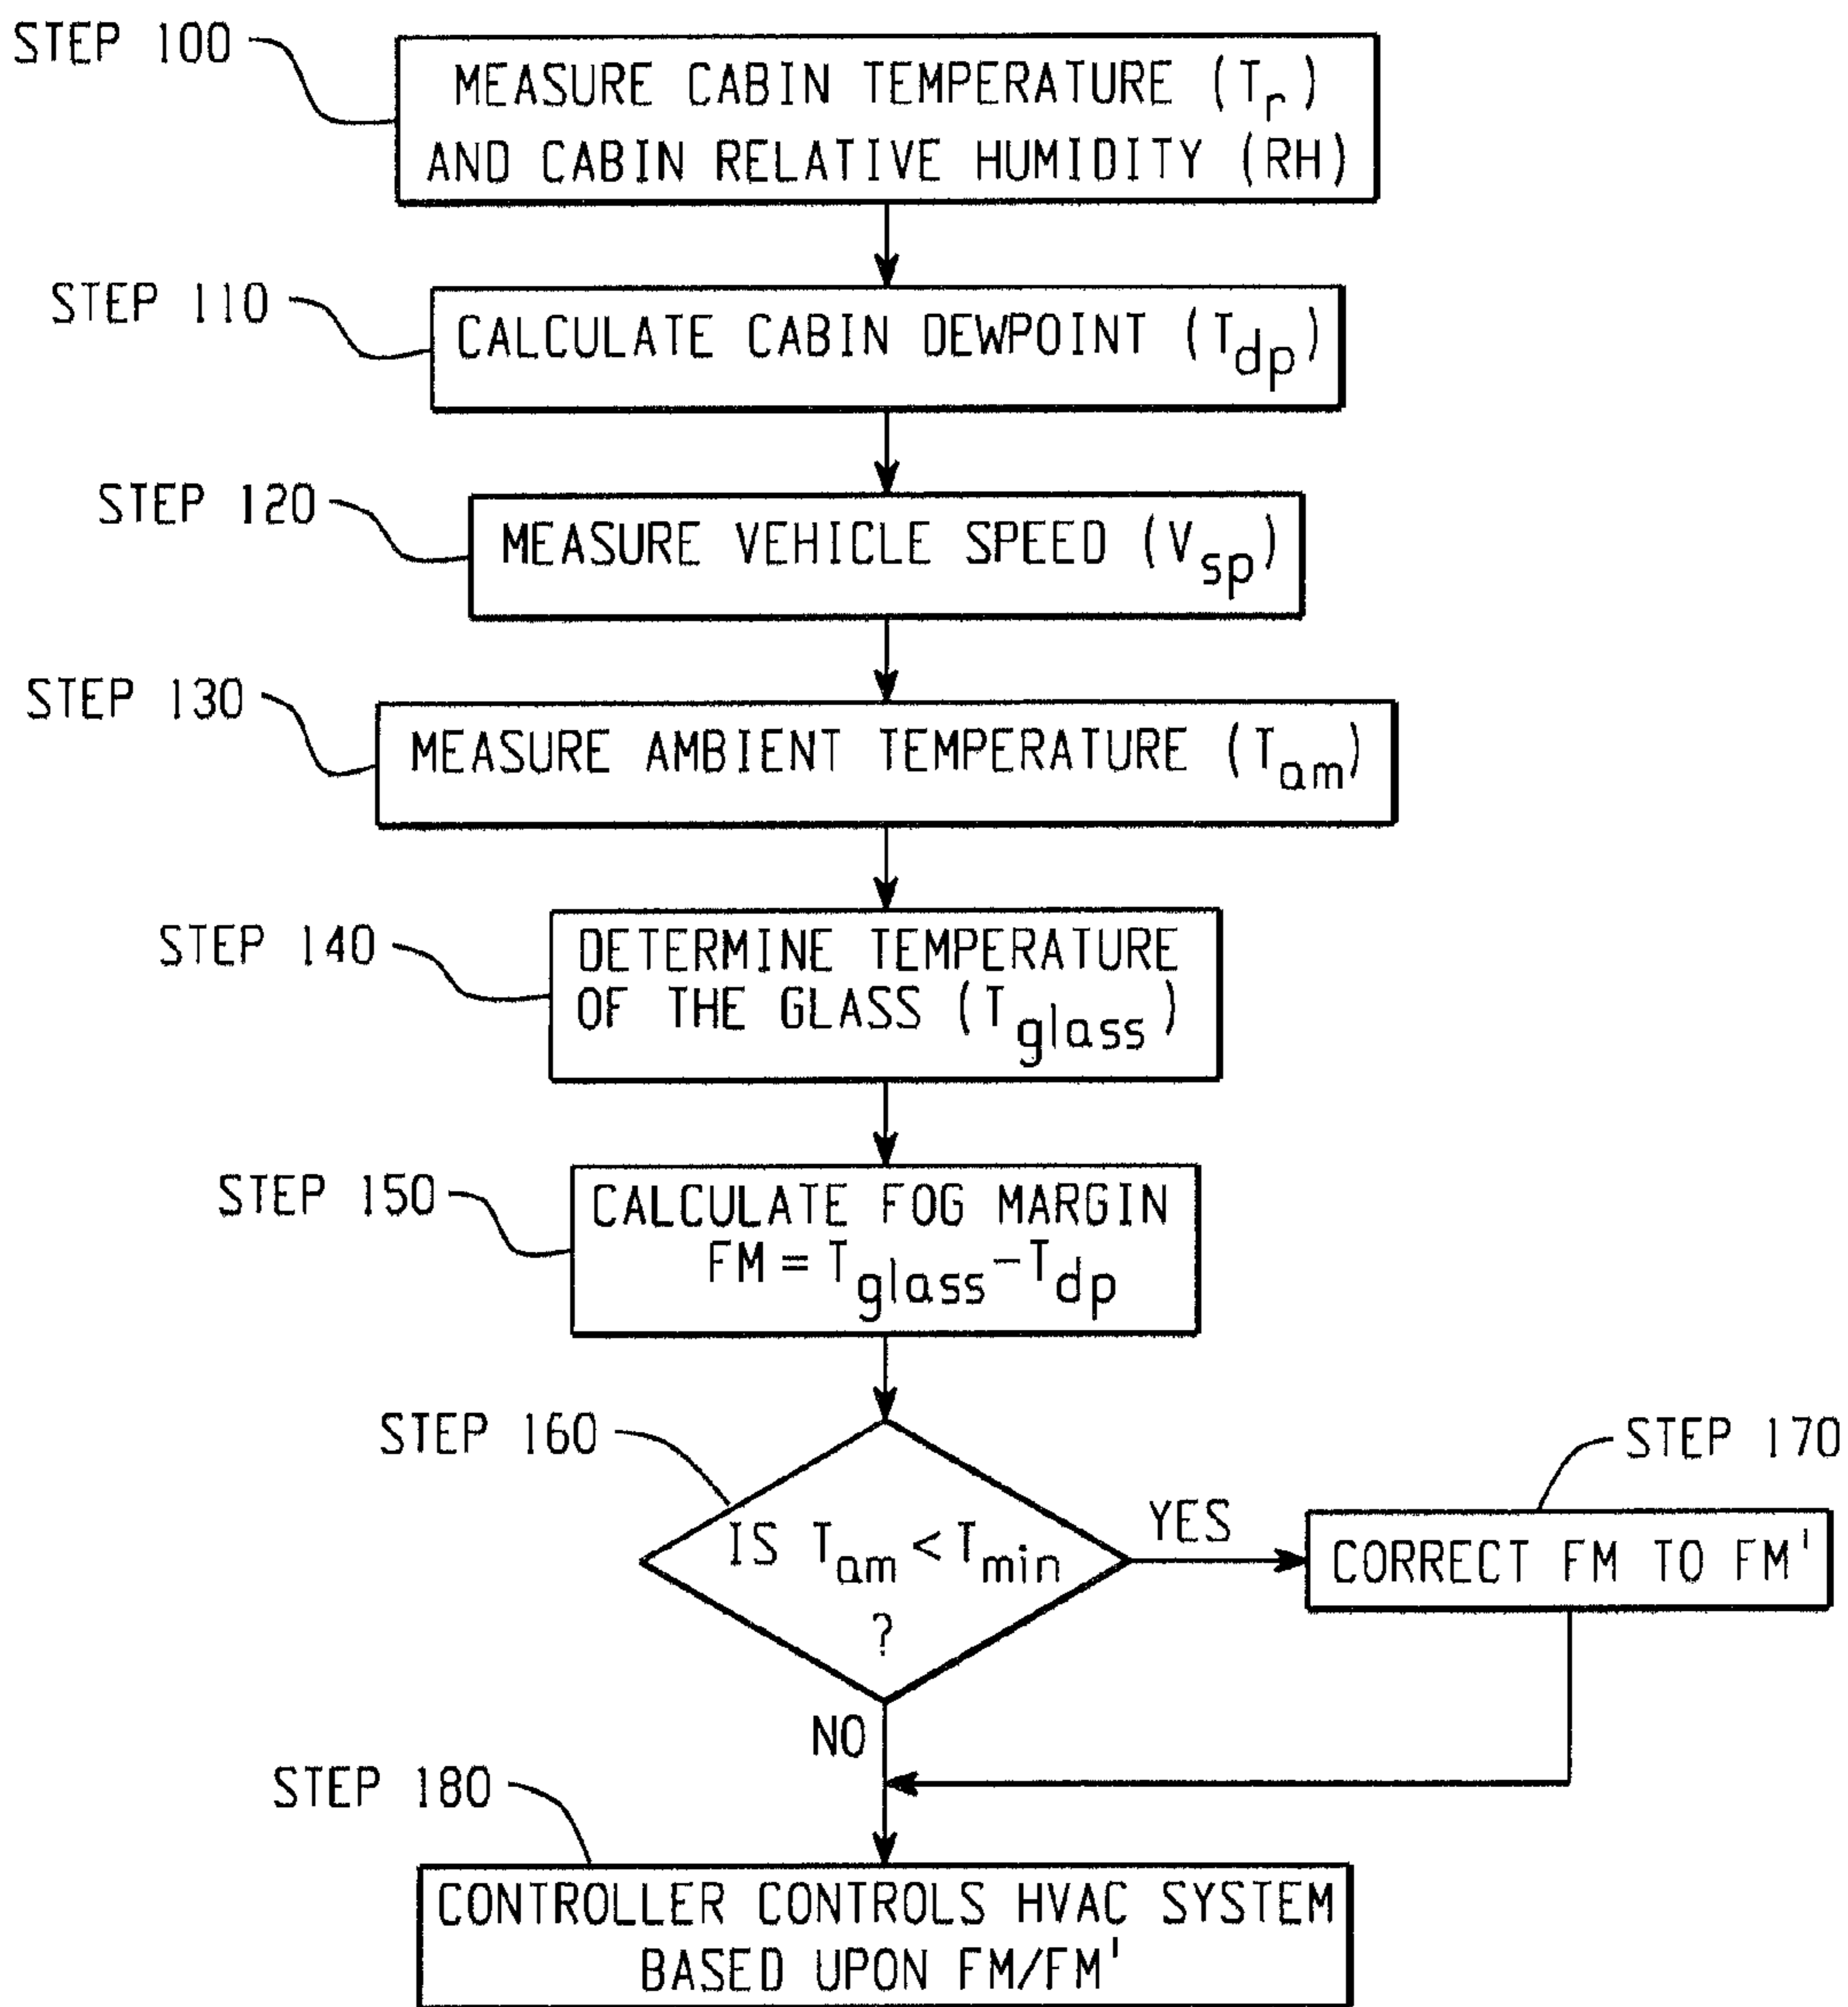 STEP 100
MEASURE CABIN TEMPERATURE (Tr)
AND CABIN RELATIVE HUMIDITY (RH)
STEP 110
CALCULATE CABIN DEWPOINT (Tdp)
STEP 120
MEASURE VEHICLE SPEED (Vsp)
STEP 130
MEASURE AMBIENT TEMPERATURE (Tam)
STEP 140
DETERMINE TEMPERATURE
OF THE GLASS (Tglass)
STEP 150
CALCULATE FOG MARGIN
FM = Tglass - Tdp
STEP 160
IS Tam < Tmin
?
YES
STEP 170
CORRECT FM TO FM'
NO
STEP 180
CONTROLLER CONTROLS HVAC SYSTEM
BASED UPON FM/FM'